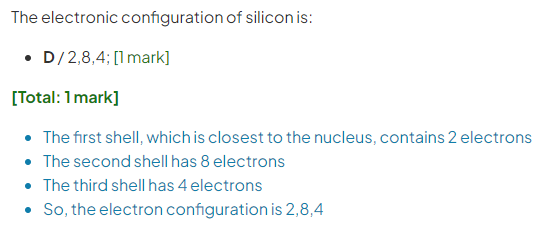 The electronic configuration of silicon is:
• D / 2,8,4; [1 mark]
[Total: 1 mark]
• The first shell, which is closest to the nucleus, contains 2 electrons
• The second shell has 8 electrons
• The third shell has 4 electrons
• So, the electron configuration is 2,8,4